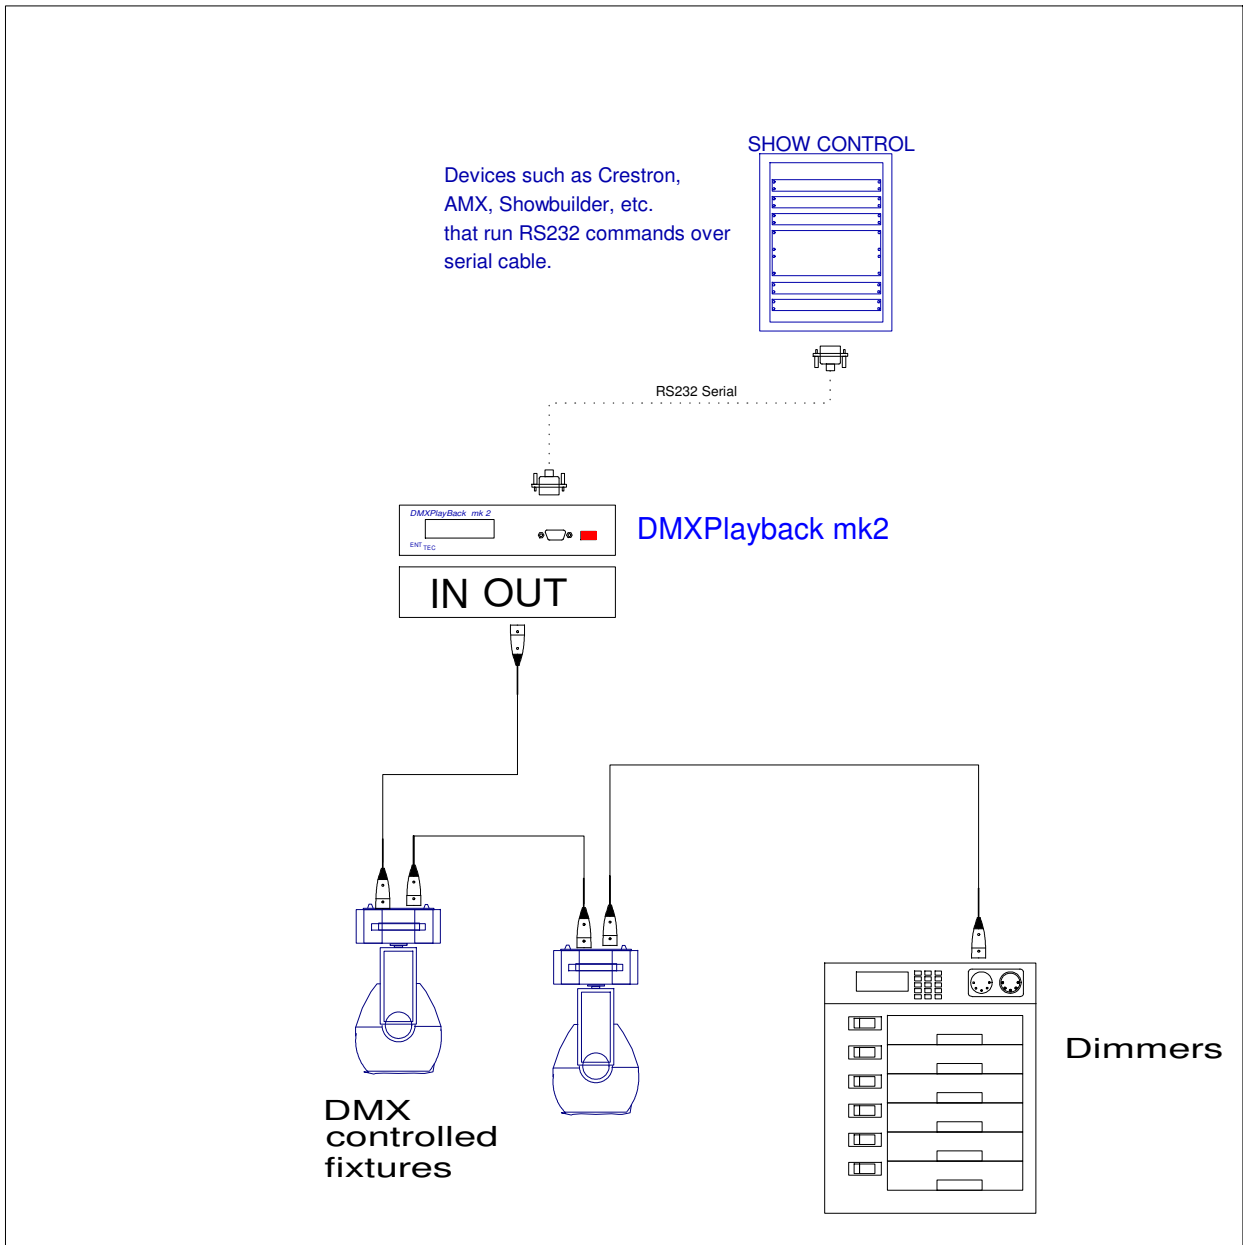 SHOW CONTROL
Devices such as Crestron,
AMX, Showbuilder, etc.
that run RS232 commands over
serial cable.
RS232 Serial
DMXPlayBack mk 2
ENT TEC
DMXPlayback mk2
IN OUT
Dimmers
DMX
controlled
fixtures